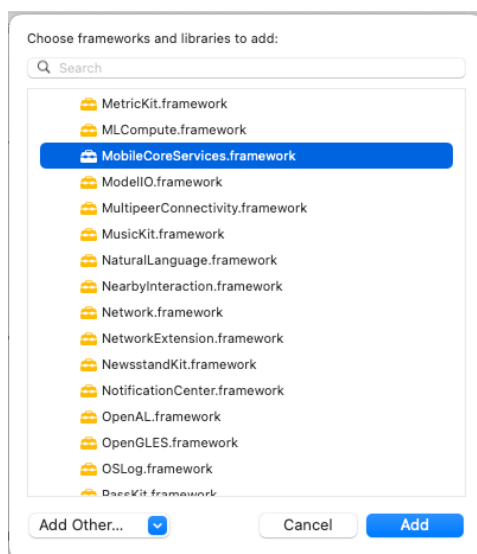 Choose frameworks and libraries to add:
Search
MetricKit.framework
MLCompute.framework
MobileCoreServices.framework
ModelIO.framework
MultipeerConnectivity.framework
MusicKit.framework
NaturalLanguage.framework
NearbyInteraction.framework
Network.framework
NetworkExtension.framework
NewsstandKit.framework
NotificationCenter.framework
OpenAL.framework
OpenGLES.framework
OSLog.framework
PassKit.framework
Add Other... Cancel Add